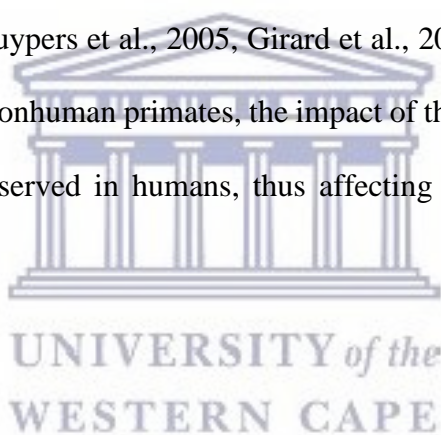 uypers et al., 2005, Girard et al., 20
onhuman primates, the impact of th
served in humans, thus affecting
UNIVERSITY of the
WESTERN CAPE